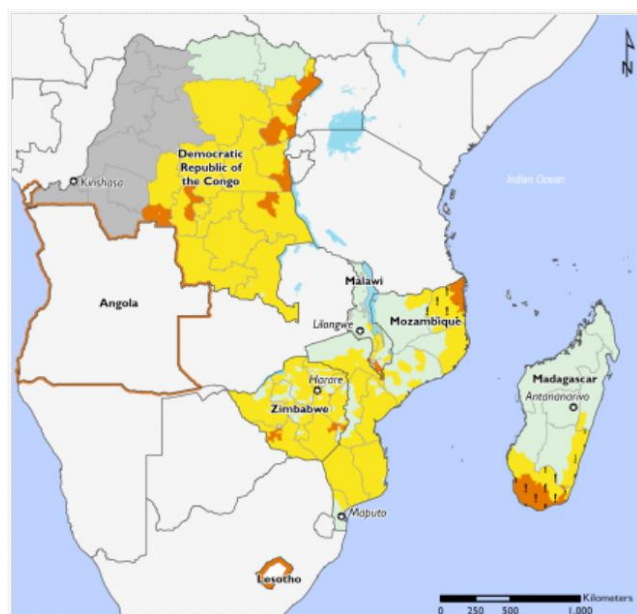 N
Democratic
Republic of
the Congo
Kinshasa
Indian Ocean
Angola
Malawi
Lilongwe
Mozambique
Harare
Zimbabwe
Madagascar
Antananarivo
Maputo
Lesotho
Kilometers
0 250 500 1,000